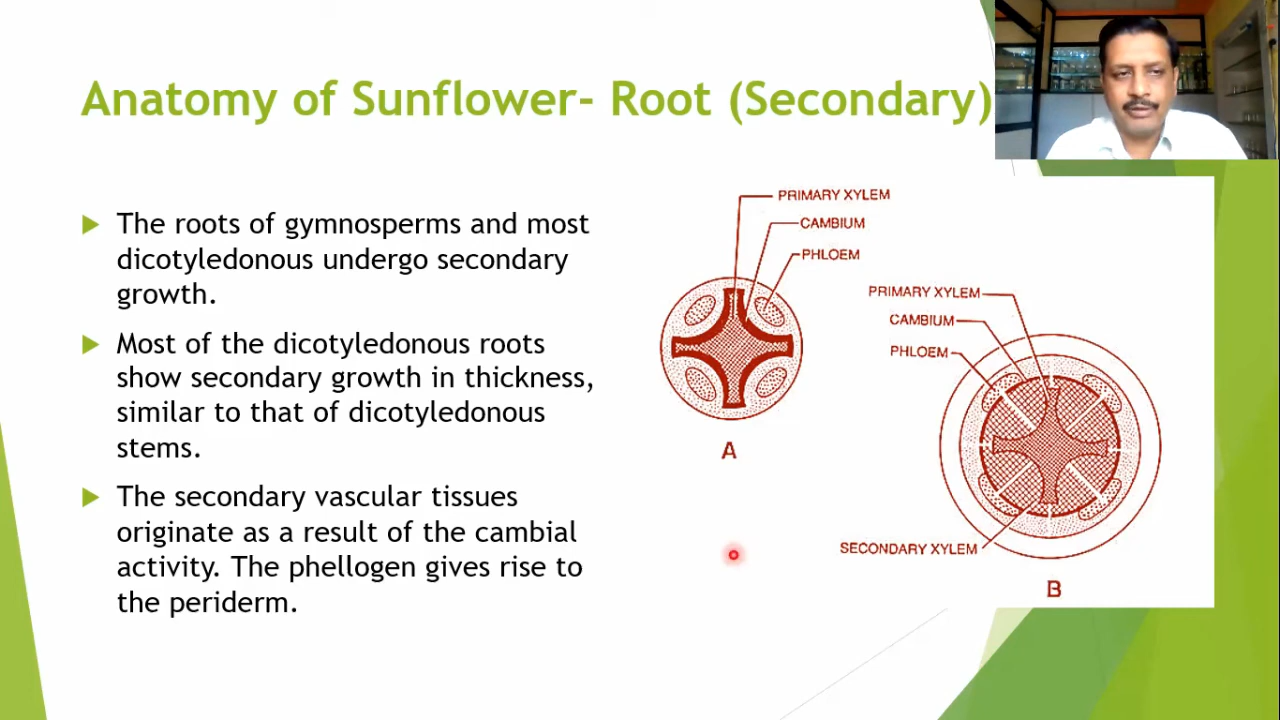 Anatomy of Sunflower- Root (Secondary)
The roots of gymnosperms and most
dicotyledonous undergo secondary
growth.
Most of the dicotyledonous roots
show secondary growth in thickness,
similar to that of dicotyledonous
stems.
The secondary vascular tissues
originate as a result of the cambial
activity. The phellogen gives rise to
the periderm.
PRIMARY XYLEM
CAMBIUM
PHLOEM
A
PRIMARY XYLEM
CAMBIUM
PHLOEM
SECONDARY XYLEM
B